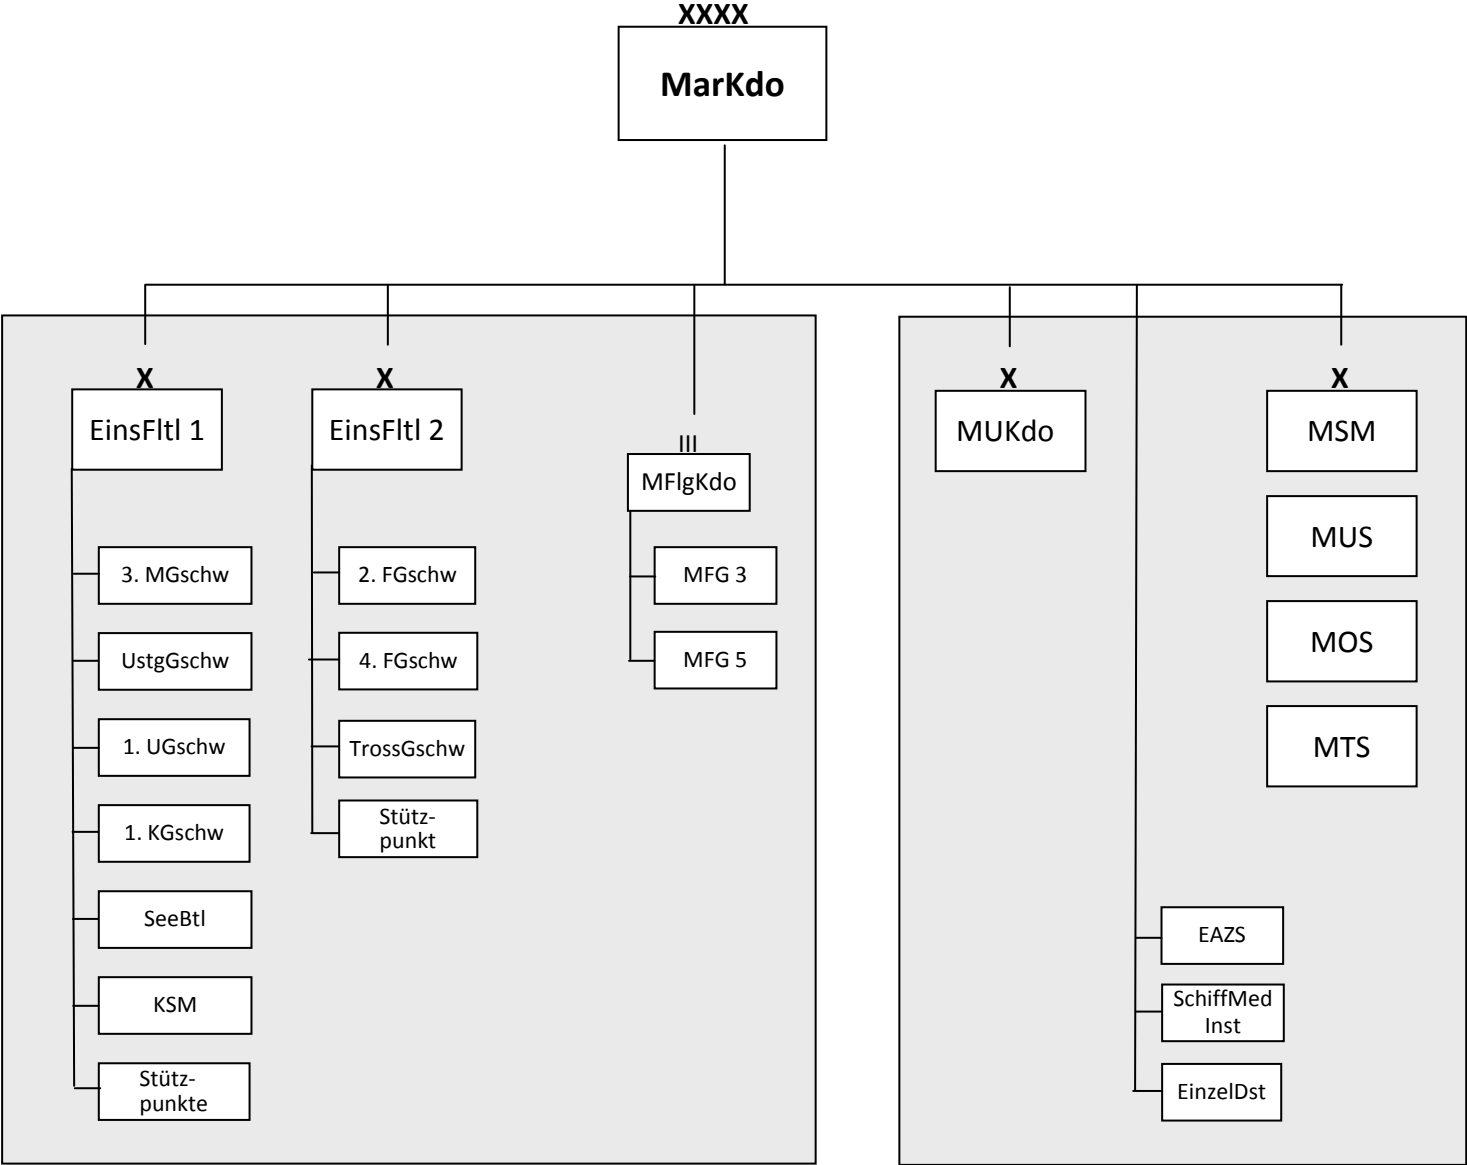 XXXX
MarKdo
X
EinsFltl 1
3. MGschw
UstgGschw
1. UGschw
1. KGschw
SeeBtl
KSM
Stütz-
punkte
X
EinsFltl 2
2. FGschw
4. FGschw
TrossGschw
Stütz-
punkt
III
MFlgKdo
MFG 3
MFG 5
X
MUKdo
EAZS
SchiffMed
Inst
EinzelDst
X
MSM
MUS
MOS
MTS